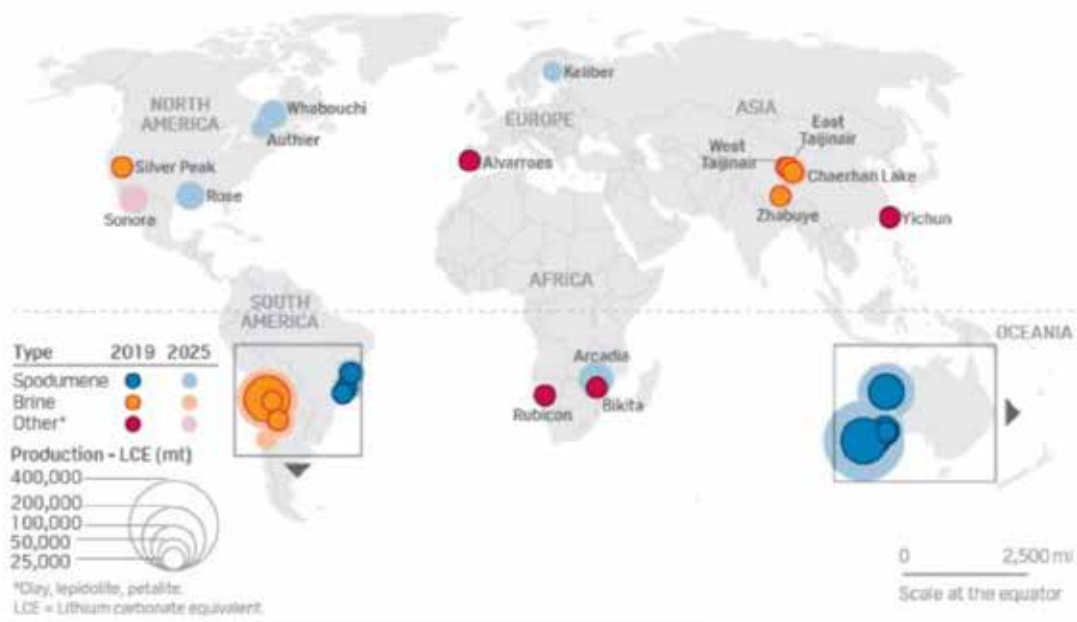 Keliber
NORTH
AMERICA
Whabouchi
Authier
EUROPE
ASIA
East
Taijinair
West
Taijinair
Silver Peak
Alvarroes
Chaerhan Lake
Rose
Sonora
Zhabuye
Yichun
AFRICA
SOUTH
AMERICA
OCEANIA
Arcadia
Rubicon
Bikita
Type 2019 2025
Spodumene
Brine
Other*
Production - LCE (mt)
400,000
200,000
100,000
50,000
25,000
*Clay, lepidolite, petalite.
LCE = Lithium carbonate equivalent.
0 2,500 mi
Scale at the equator